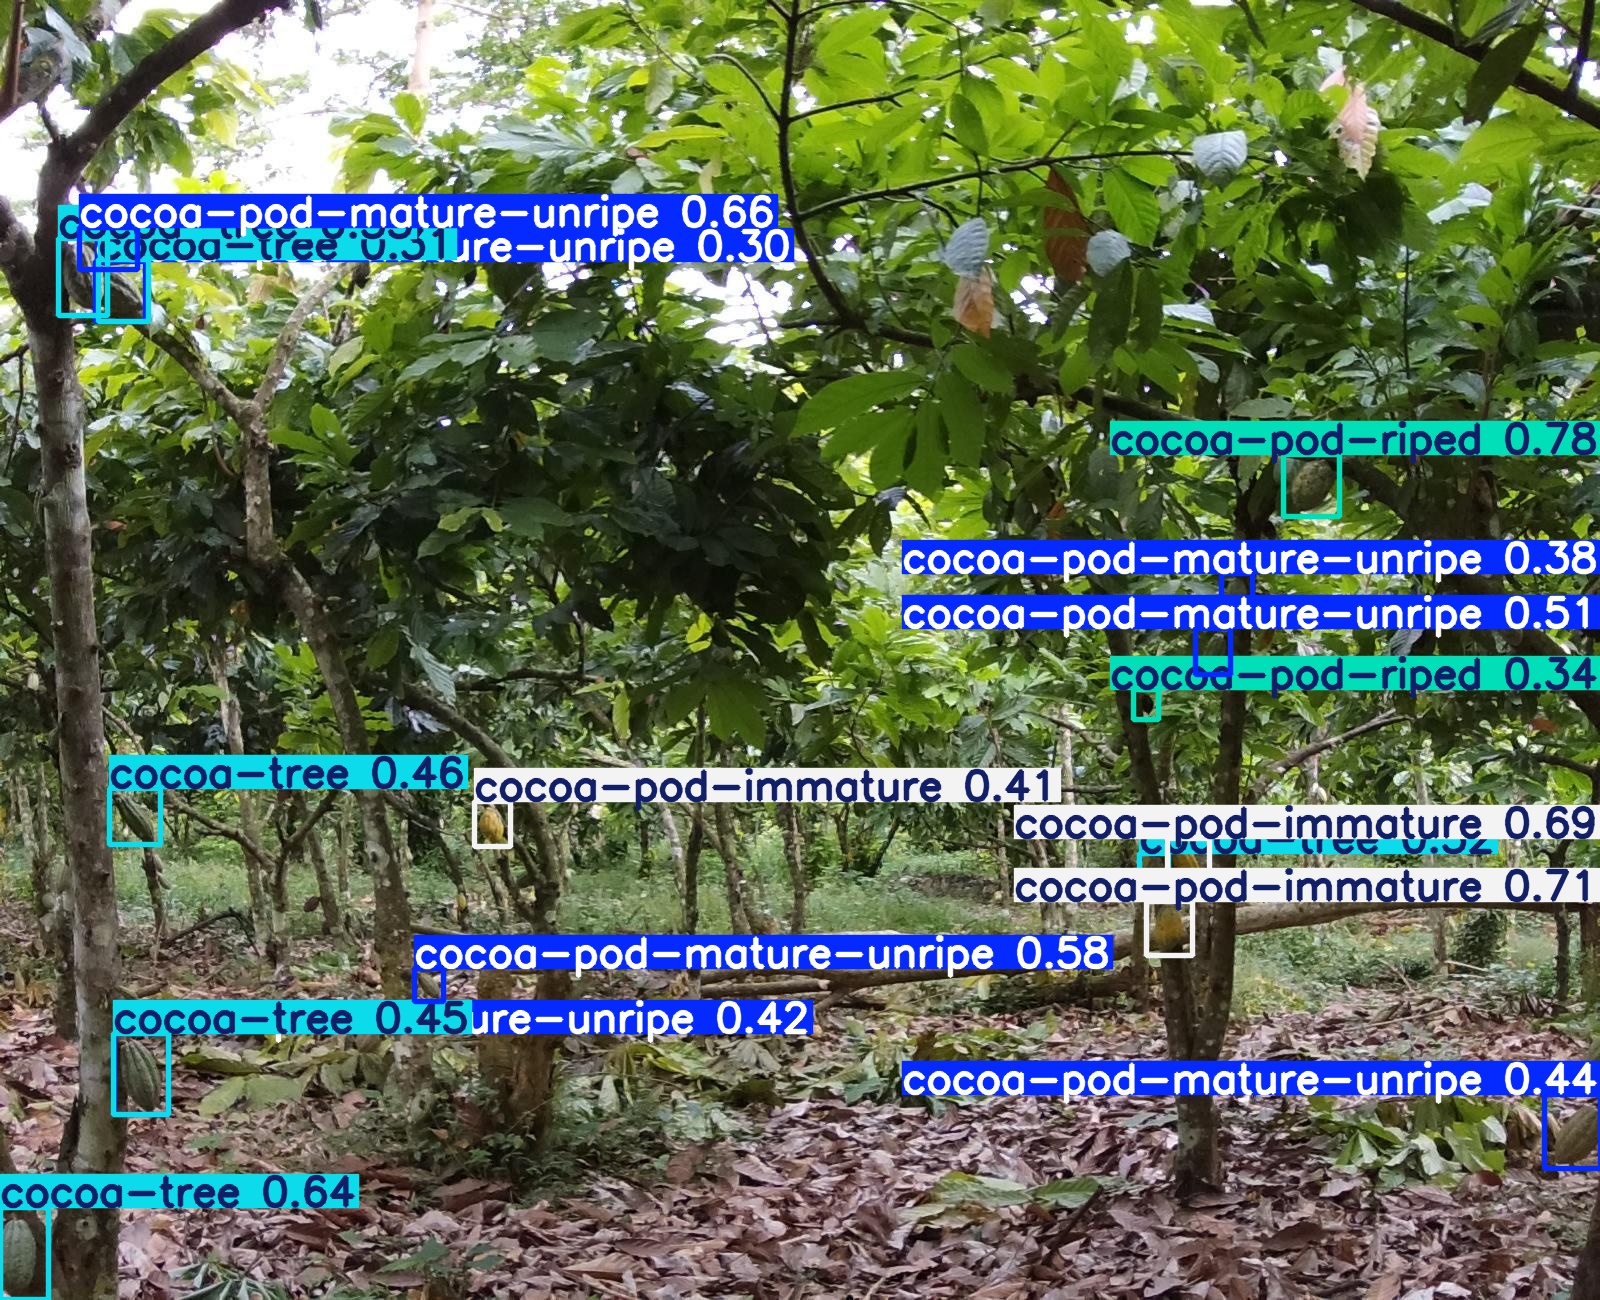 cocoa-pod-mature-unripe 0.66
cocoa-tree 0.31
ure-unripe 0.30
cocoa-pod-riped 0.78
cocoa-pod-mature-unripe 0.38
cocoa-pod-mature-unripe 0.51
cocoa-pod-riped 0.34
cocoa-tree 0.46
cocoa-pod-immature 0.41
cocoa-pod-immature 0.69
cocoa-pod-immature 0.71
cocoa-pod-mature-unripe 0.58
cocoa-tree 0.45
ure-unripe 0.42
cocoa-pod-mature-unripe 0.44
cocoa-tree 0.64